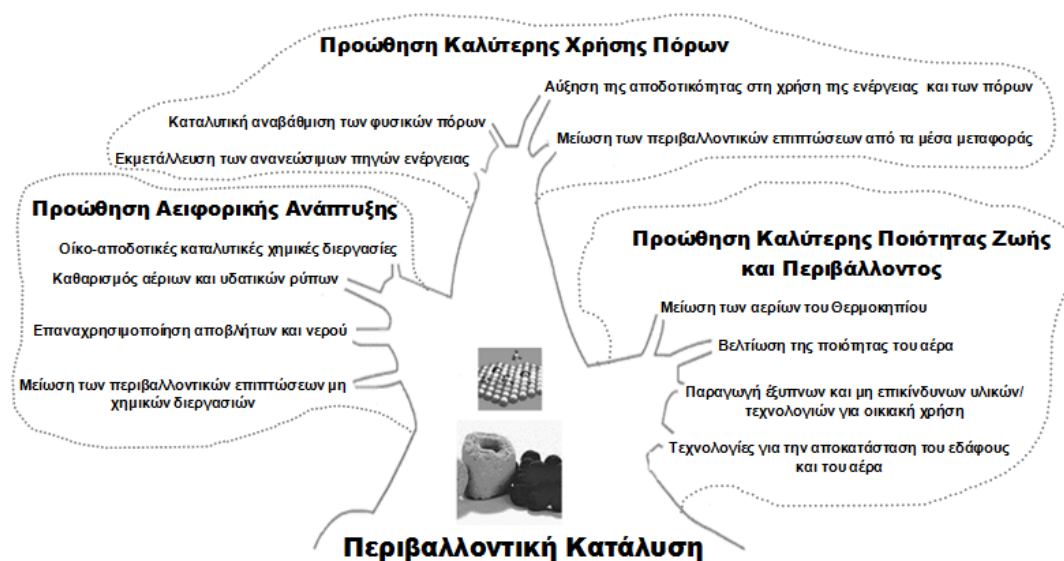 Προώθηση Καλύτερης Χρήσης Πόρων
Αύξηση της αποδοτικότητας στη χρήση της ενέργειας και των πόρων
Καταλυτική αναβάθμιση των φυσικών πόρων
Μείωση των περιβαλλοντικών επιπτώσεων από τα μέσα μεταφοράς
Εκμετάλλευση των ανανεώσιμων πηγών ενέργειας
Προώθηση Αειφορικής Ανάπτυξης
Οίκο-αποδοτικές καταλυτικές χημικές διεργασίες
Καθαρισμός αέριων και υδατικών ρύπων
Επαναχρησιμοποίηση αποβλήτων και νερού
Μείωση των περιβαλλοντικών επιπτώσεων μη
χημικών διεργασιών
Προώθηση Καλύτερης Ποιότητας Ζωής
και Περιβάλλοντος
Μείωση των αερίων του Θερμοκηπίου
Βελτίωση της ποιότητας του αέρα
Παραγωγή έξυπνων και μη επικίνδυνων υλικών/
τεχνολογιών για οικιακή χρήση
Τεχνολογίες για την αποκατάσταση του εδάφους
και του αέρα
Περιβαλλοντική Κατάλυση